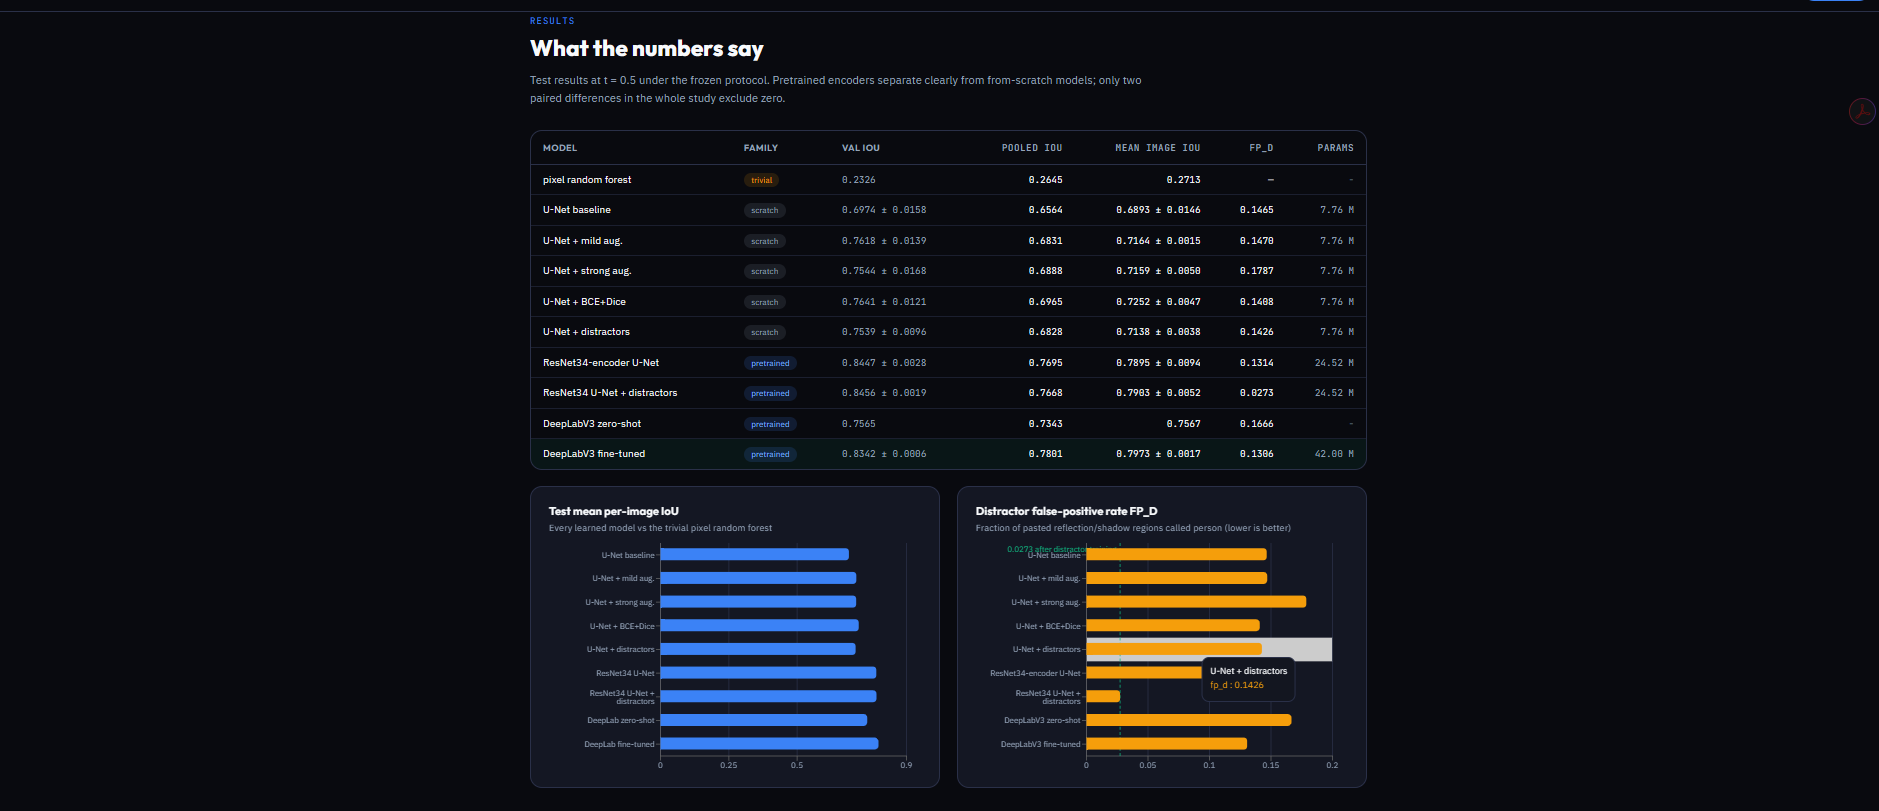 RESULTS
What the numbers say
Test results at t = 0.5 under the frozen protocol. Pretrained encoders separate clearly from from-scratch models; only two
paired differences in the whole study exclude zero.
MODEL FAMILY VAL IOU POOLED IOU MEAN IMAGE IOU FP_D PARAMS
pixel random forest trivial 0.2326 0.2645 0.2713 — -
U-Net baseline scratch 0.6974 ± 0.0158 0.6564 0.6893 ± 0.0146 0.1465 7.76 M
U-Net + mild aug. scratch 0.7618 ± 0.0139 0.6831 0.7164 ± 0.0015 0.1470 7.76 M
U-Net + strong aug. scratch 0.7544 ± 0.0168 0.6888 0.7159 ± 0.0050 0.1787 7.76 M
U-Net + BCE+Dice scratch 0.7641 ± 0.0121 0.6965 0.7252 ± 0.0047 0.1408 7.76 M
U-Net + distractors scratch 0.7539 ± 0.0096 0.6828 0.7138 ± 0.0038 0.1426 7.76 M
ResNet34-encoder U-Net pretrained 0.8447 ± 0.0028 0.7695 0.7895 ± 0.0094 0.1314 24.52 M
ResNet34 U-Net + distractors pretrained 0.8456 ± 0.0019 0.7668 0.7903 ± 0.0052 0.0273 24.52 M
DeepLabV3 zero-shot pretrained 0.7565 0.7343 0.7567 0.1666 -
DeepLabV3 fine-tuned pretrained 0.8342 ± 0.0006 0.7801 0.7973 ± 0.0017 0.1306 42.00 M
Test mean per-image IoU
Every learned model vs the trivial pixel random forest
U-Net baseline
U-Net + mild aug.
U-Net + strong aug.
U-Net + BCE+Dice
U-Net + distractors
ResNet34 U-Net
ResNet34 U-Net +
distractors
DeepLab zero-shot
DeepLab fine-tuned
0 0.25 0.5 0.9
Distractor false-positive rate FP_D
Fraction of pasted reflection/shadow regions called person (lower is better)
0.0273 after
U-Net baseline
U-Net + mild aug.
U-Net + strong aug.
U-Net + BCE+Dice
U-Net + distractors
ResNet34-encoder U-Net
ResNet34 U-Net +
distractors
DeepLabV3 zero-shot
DeepLabV3 fine-tuned
U-Net + distractors
fp_d : 0.1426
0 0.05 0.1 0.15 0.2